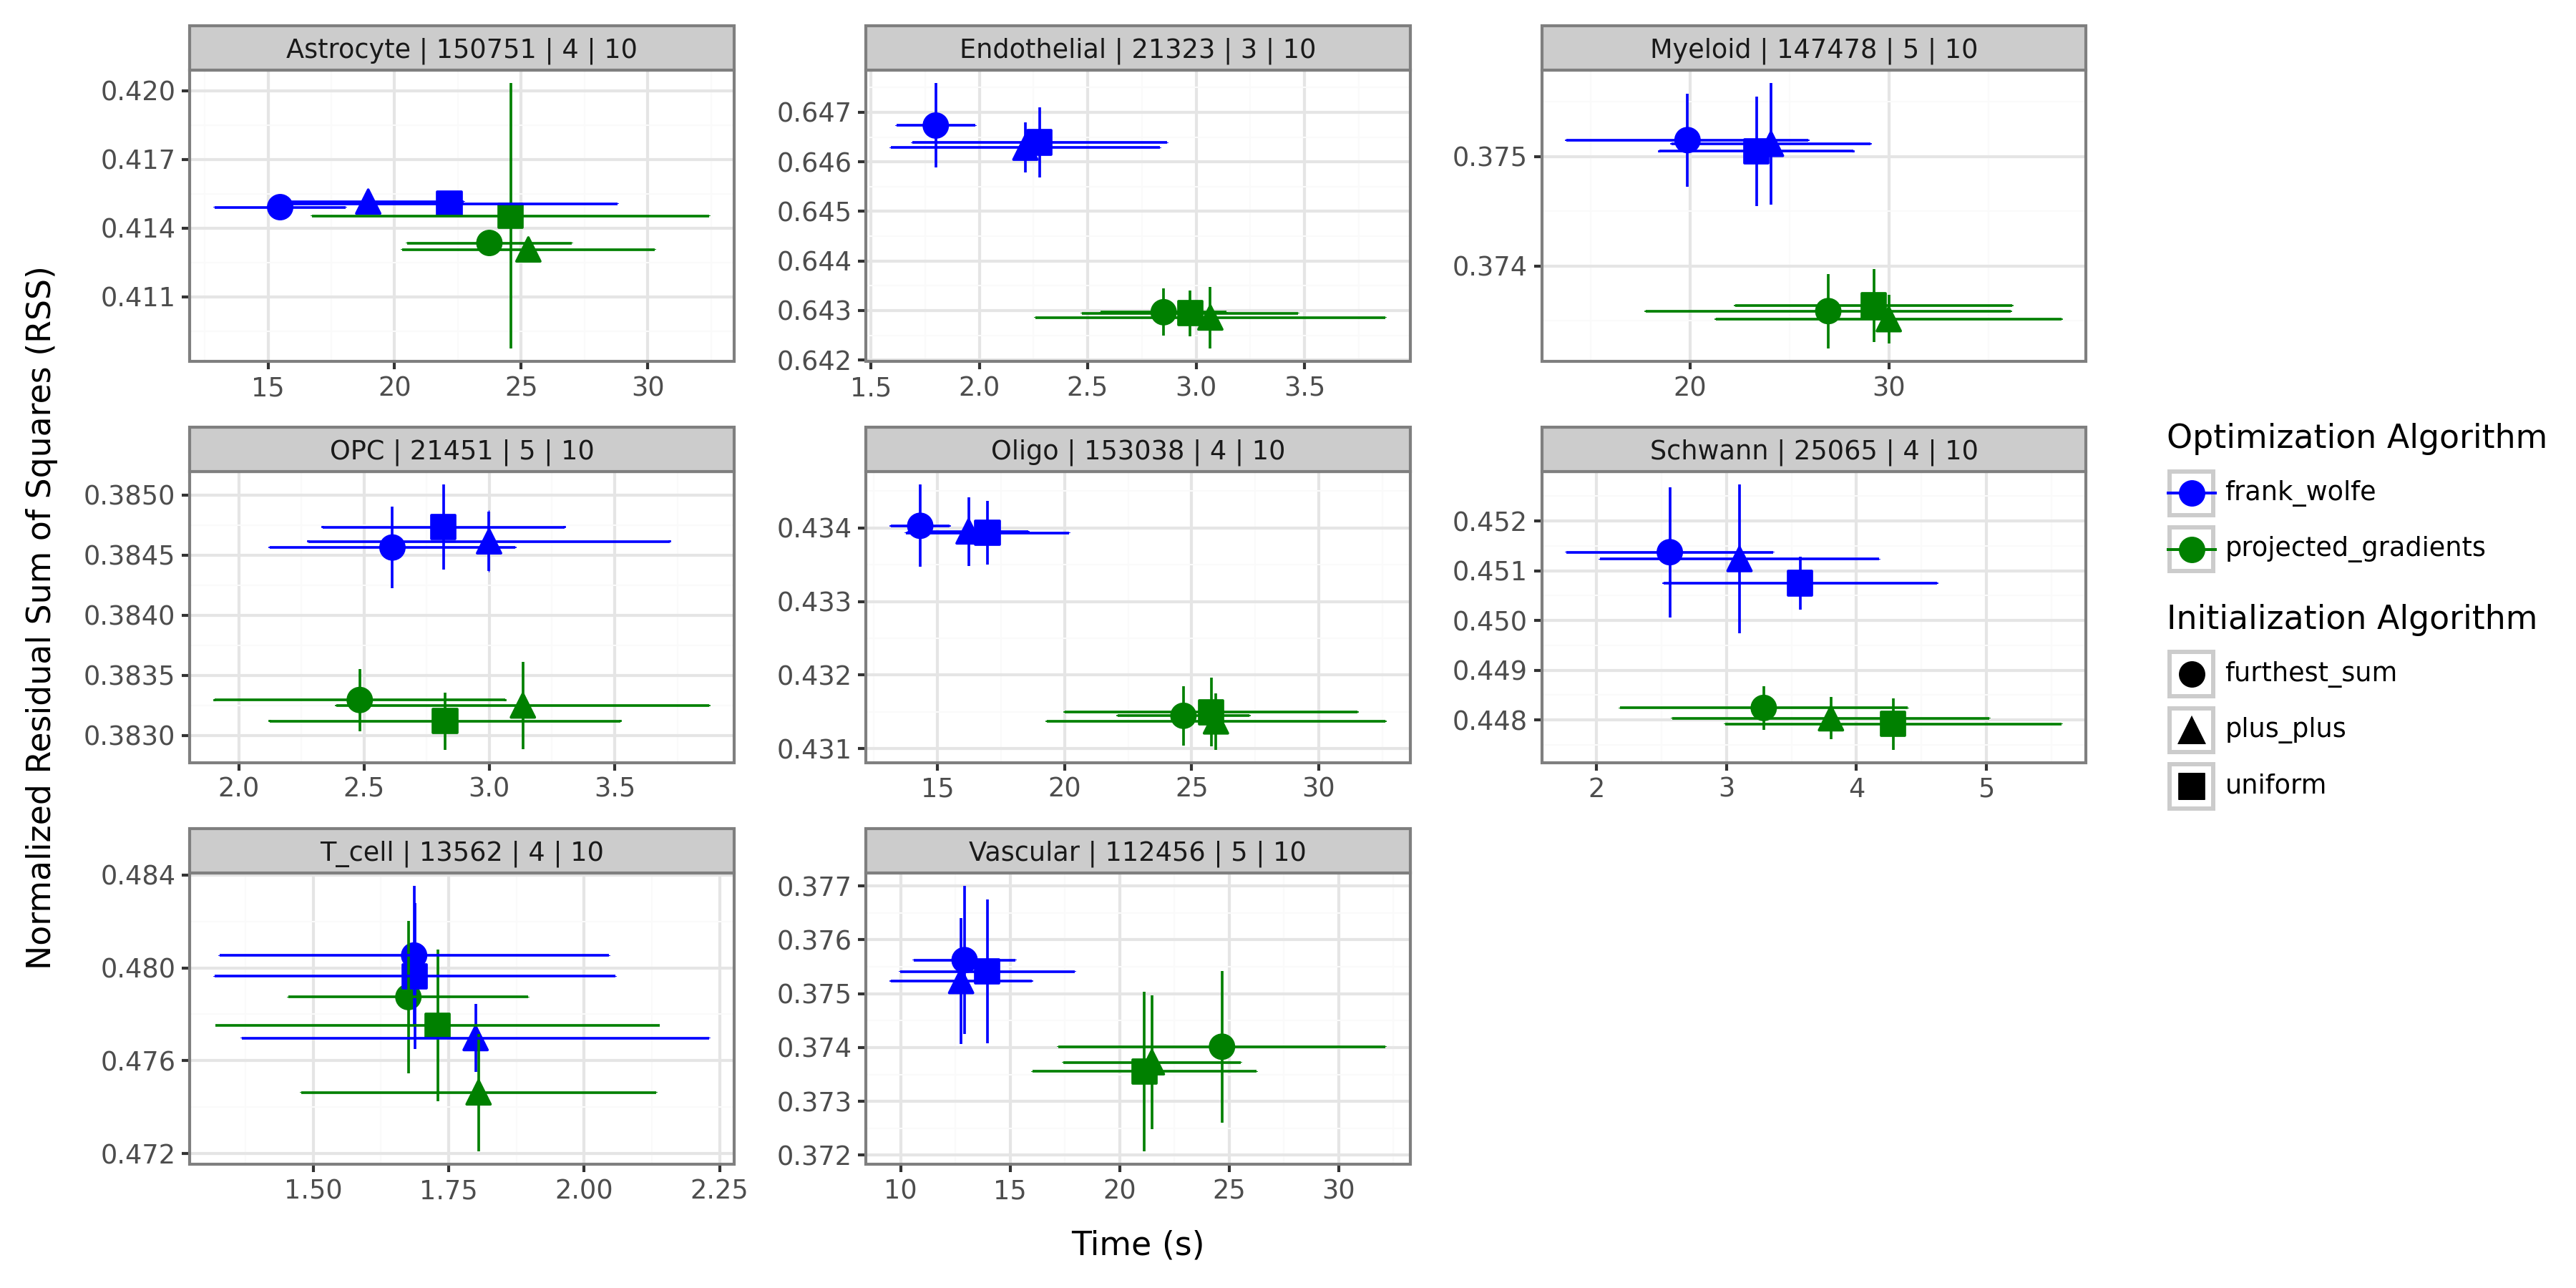 Normalized Residual Sum of Squares (RSS)
Astrocyte | 150751 | 4 | 10
0.420
0.417
0.414
0.411
15 20 25 30
Endothelial | 21323 | 3 | 10
0.647
0.646
0.645
0.644
0.643
0.642
1.5 2.0 2.5 3.0 3.5
Myeloid | 147478 | 5 | 10
0.375
0.374
20 30
OPC | 21451 | 5 | 10
0.3850
0.3845
0.3840
0.3835
0.3830
2.0 2.5 3.0 3.5
Oligo | 153038 | 4 | 10
0.434
0.433
0.432
0.431
15 20 25 30
Schwann | 25065 | 4 | 10
0.452
0.451
0.450
0.449
0.448
2 3 4 5
T_cell | 13562 | 4 | 10
0.484
0.480
0.476
0.472
1.50 1.75 2.00 2.25
Vascular | 112456 | 5 | 10
0.377
0.376
0.375
0.374
0.373
0.372
10 15 20 25 30
Time (s)
Optimization Algorithm
frank_wolfe
projected_gradients
Initialization Algorithm
furthest_sum
plus_plus
uniform